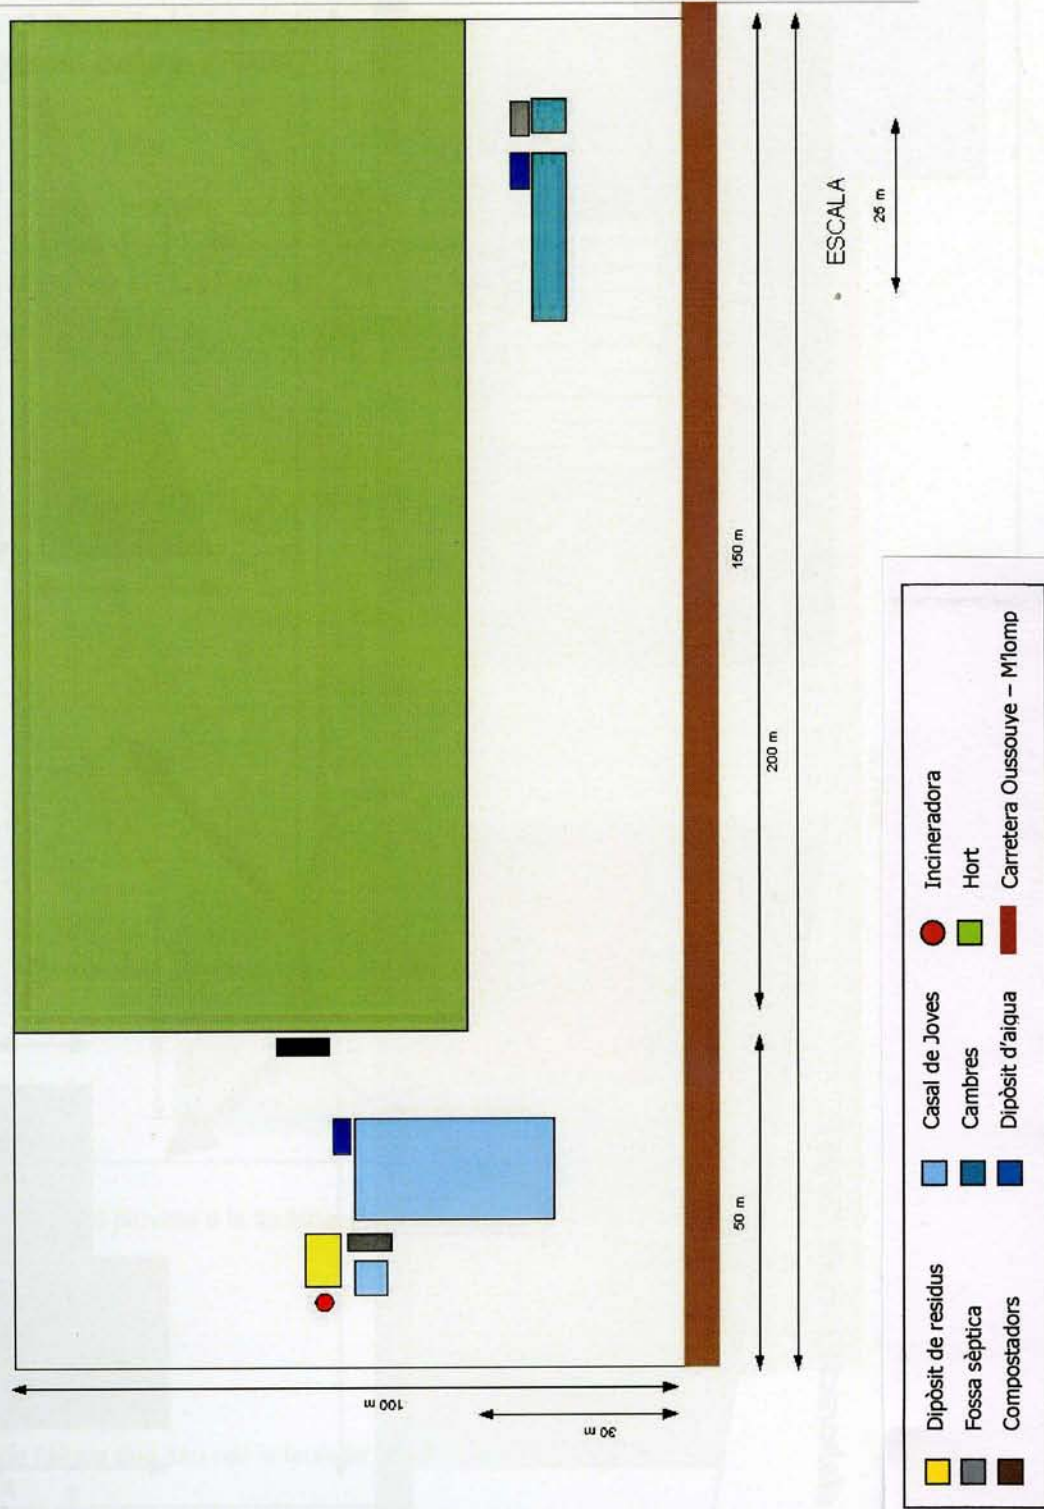 100 m
30 m
50 m
150 m
200 m
• ESCALA
25 m
Dipòsit de residus
Casal de Joves
Incineradora
Fossa sèptica
Cambres
Hort
Compostadors
Dipòsit d'aigua
Carretera Oussouye – M'lomp